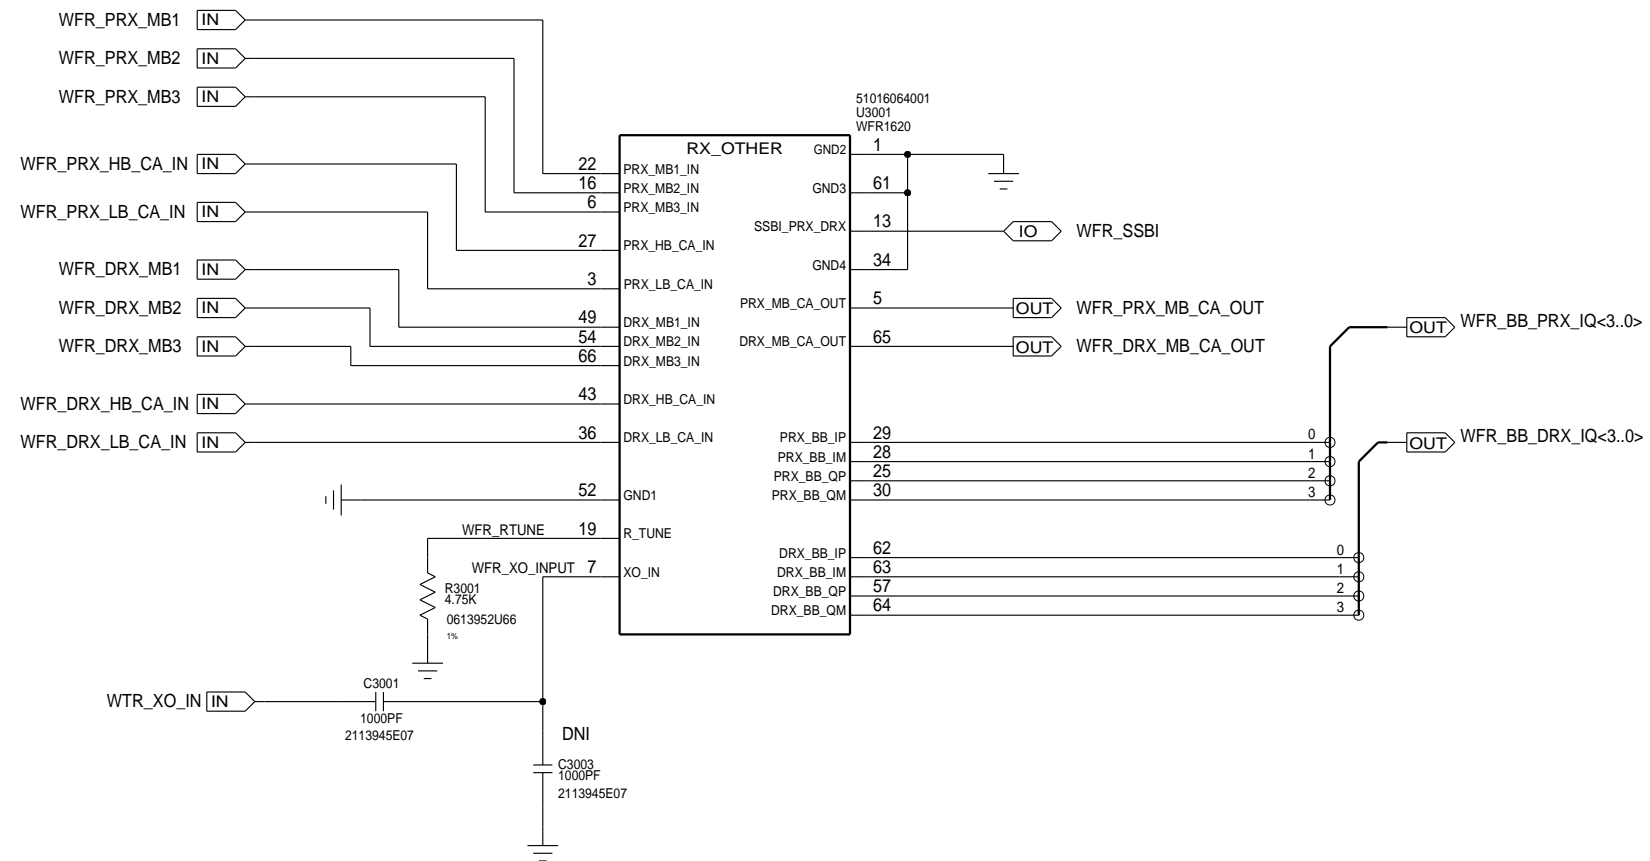 WFR_PRX_MB1 IN
WFR_PRX_MB2 IN
WFR_PRX_MB3 IN
WFR_PRX_HB_CA_IN IN
WFR_PRX_LB_CA_IN IN
WFR_DRX_MB1 IN
WFR_DRX_MB2 IN
WFR_DRX_MB3 IN
WFR_DRX_HB_CA_IN IN
WFR_DRX_LB_CA_IN IN
51016064001
U3001
WFR1620
RX_OTHER
22 PRX_MB1_IN
16 PRX_MB2_IN
6 PRX_MB3_IN
27 PRX_HB_CA_IN
3 PRX_LB_CA_IN
49 DRX_MB1_IN
54 DRX_MB2_IN
66 DRX_MB3_IN
43 DRX_HB_CA_IN
36 DRX_LB_CA_IN
52 GND1
WFR_RTUNE 19 R_TUNE
WFR_XO_INPUT 7 XO_IN
GND2 1
GND3 61
SSBI_PRX_DRX 13 IO WFR_SSBI
GND4 34
PRX_MB_CA_OUT 5 OUT WFR_PRX_MB_CA_OUT
DRX_MB_CA_OUT 65 OUT WFR_DRX_MB_CA_OUT
PRX_BB_IP 29 0
PRX_BB_IM 28 1
PRX_BB_QP 25 2
PRX_BB_QM 30 3
DRX_BB_IP 62 0
DRX_BB_IM 63 1
DRX_BB_QP 57 2
DRX_BB_QM 64 3
OUT WFR_BB_PRX_IQ<3..0>
OUT WFR_BB_DRX_IQ<3..0>
R3001
4.75K
0613952U66
1%
WTR_XO_IN IN
C3001
1000PF
2113945E07
DNI
C3003
1000PF
2113945E07